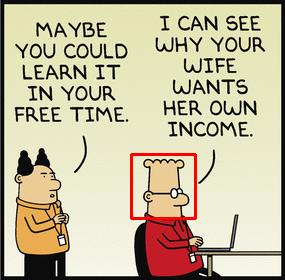 MAYBE
YOU COULD
LEARN IT
IN YOUR
FREE TIME.
I CAN SEE
WHY YOUR
WIFE
WANTS
HER OWN
INCOME.